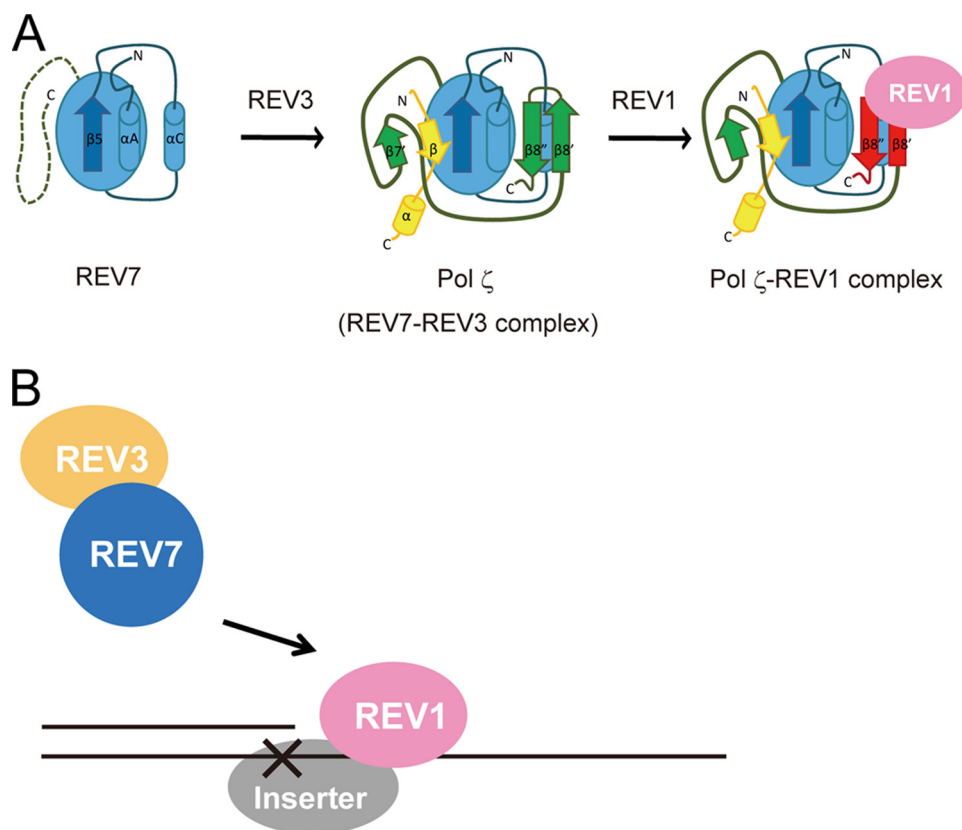 A
N
C
β5
αA
αC
REV3
N
β7'
β
β8''
β8'
C
α
C
REV1
REV1
N
β8''
β8'
C
C
REV7
Pol ζ
(REV7-REV3 complex)
Pol ζ-REV1 complex
B
REV3
REV7
REV1
Inserter